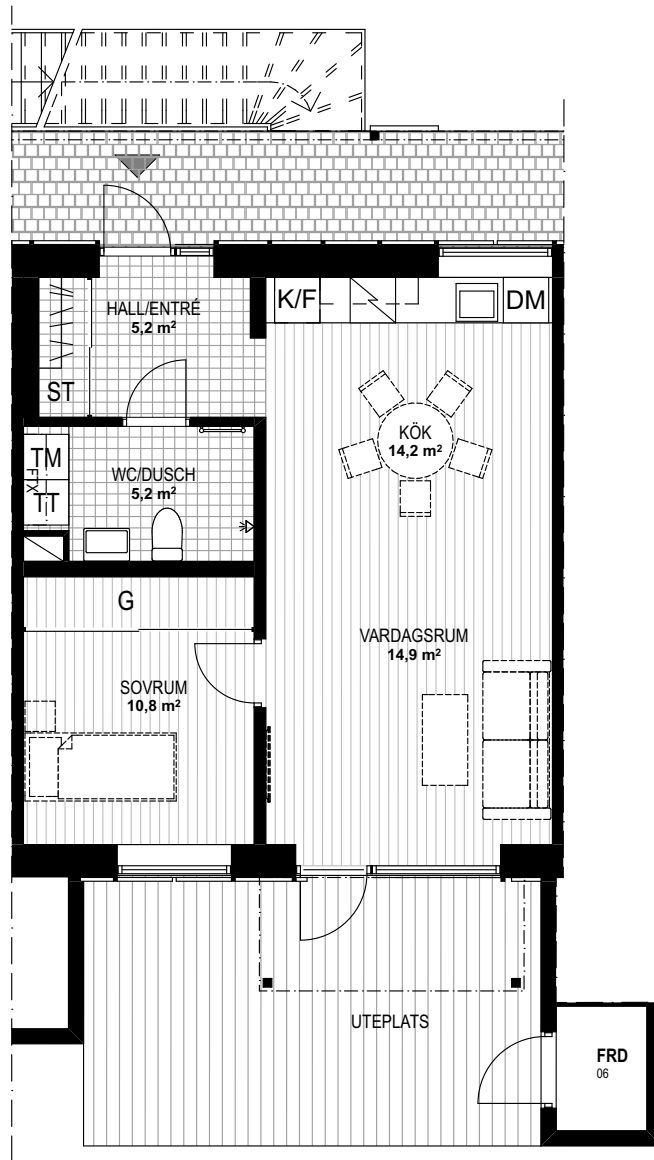 HALL/ENTRÉ
5,2 m²
K/F
DM
ST
KÖK
14,2 m²
TM
FTX
TT
WC/DUSCH
5,2 m²
G
VARDAGSRUM
14,9 m²
SOVRUM
10,8 m²
UTEPLATS
FRD
06